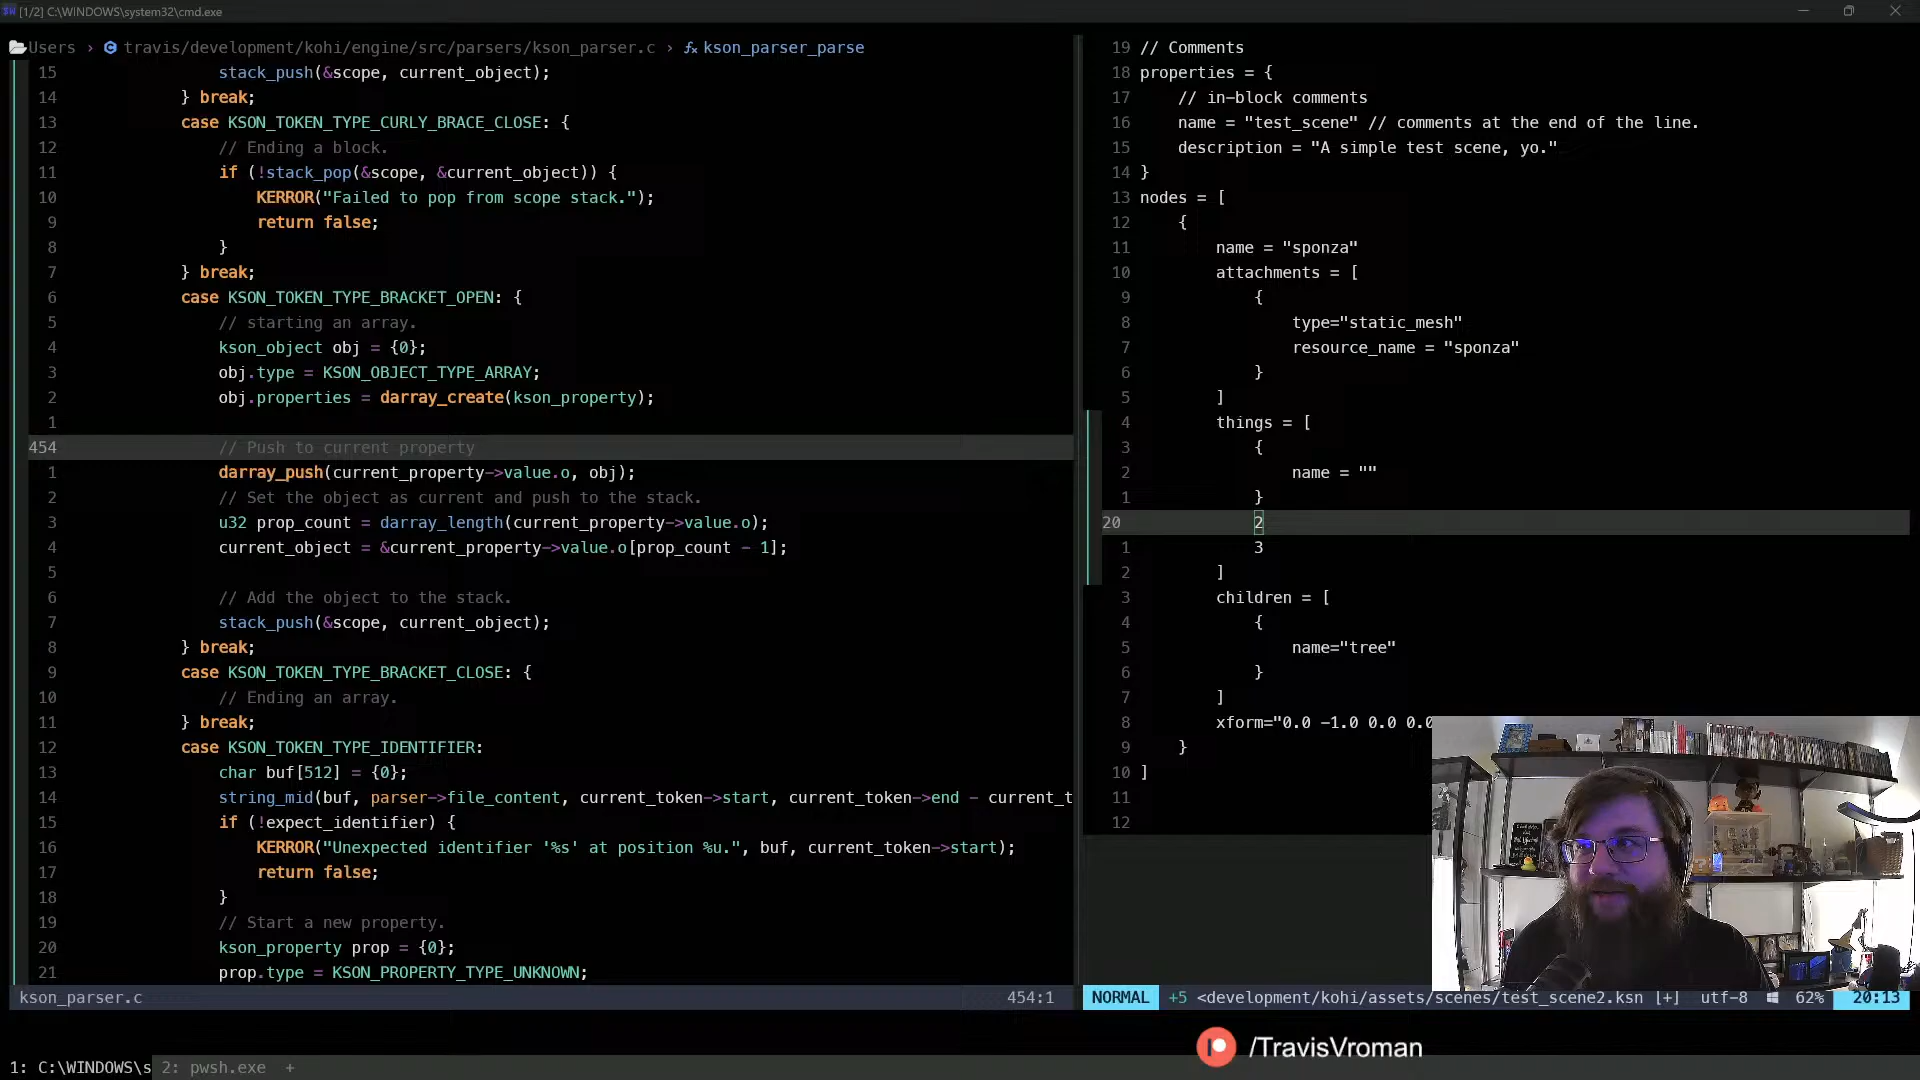 [1/2] C:\WINDOWS\system32\cmd.exe
Users › travis/development/kohi/engine/src/parsers/kson_parser.c › fx kson_parser_parse
15 stack_push(&scope, current_object);
14 } break;
13 case KSON_TOKEN_TYPE_CURLY_BRACE_CLOSE: {
12 // Ending a block.
11 if (!stack_pop(&scope, &current_object)) {
10 KERROR("Failed to pop from scope stack.");
9 return false;
8 }
7 } break;
6 case KSON_TOKEN_TYPE_BRACKET_OPEN: {
5 // starting an array.
4 kson_object obj = {0};
3 obj.type = KSON_OBJECT_TYPE_ARRAY;
2 obj.properties = darray_create(kson_property);
1
454 // Push to current property
1 darray_push(current_property->value.o, obj);
2 // Set the object as current and push to the stack.
3 u32 prop_count = darray_length(current_property->value.o);
4 current_object = &current_property->value.o[prop_count - 1];
5
6 // Add the object to the stack.
7 stack_push(&scope, current_object);
8 } break;
9 case KSON_TOKEN_TYPE_BRACKET_CLOSE: {
10 // Ending an array.
11 } break;
12 case KSON_TOKEN_TYPE_IDENTIFIER:
13 char buf[512] = {0};
14 string_mid(buf, parser->file_content, current_token->start, current_token->end - current_t
15 if (!expect_identifier) {
16 KERROR("Unexpected identifier '%s' at position %u.", buf, current_token->start);
17 return false;
18 }
19 // Start a new property.
20 kson_property prop = {0};
21 prop.type = KSON_PROPERTY_TYPE_UNKNOWN;
kson_parser.c 454:1
19 // Comments
18 properties = {
17 // in-block comments
16 name = "test_scene" // comments at the end of the line.
15 description = "A simple test scene, yo."
14 }
13 nodes = [
12 {
11 name = "sponza"
10 attachments = [
9 {
8 type="static_mesh"
7 resource_name = "sponza"
6 }
5 ]
4 things = [
3 {
2 name = ""
1 }
20 2
1 3
2 ]
3 children = [
4 {
5 name="tree"
6 }
7 ]
8 xform="0.0 -1.0 0.0 0.0
9 }
10 ]
11
12
NORMAL +5 <development/kohi/assets/scenes/test_scene2.ksn [+] utf-8 62% 20:13
/TravisVroman
1: C:\WINDOWS\s 2: pwsh.exe +